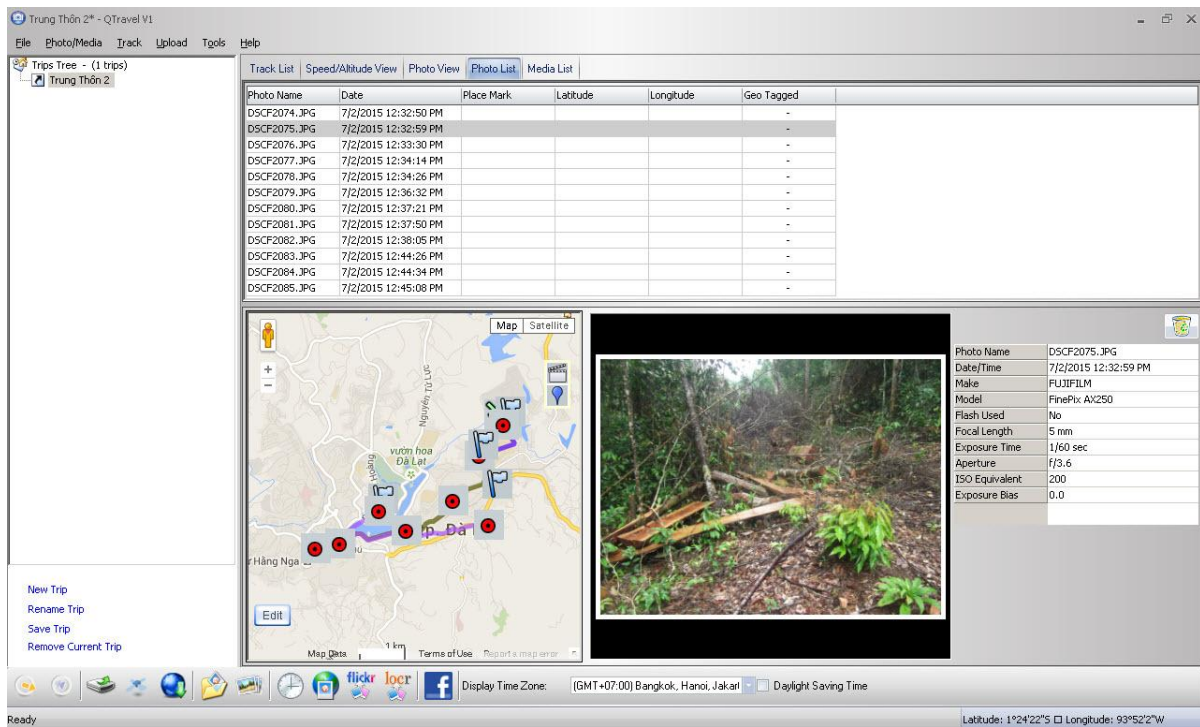 Trung Thôn 2* - QTravel V1
File Photo/Media Track Upload Tools Help
Trips Tree - (1 trips)
Trung Thôn 2
Track List Speed/Altitude View Photo View Photo List Media List
Photo Name Date Place Mark Latitude Longitude Geo Tagged
DSCF2074.JPG 7/2/2015 12:32:50 PM -
DSCF2075.JPG 7/2/2015 12:32:59 PM -
DSCF2076.JPG 7/2/2015 12:33:30 PM -
DSCF2077.JPG 7/2/2015 12:34:14 PM -
DSCF2078.JPG 7/2/2015 12:34:26 PM -
DSCF2079.JPG 7/2/2015 12:36:32 PM -
DSCF2080.JPG 7/2/2015 12:37:21 PM -
DSCF2081.JPG 7/2/2015 12:37:50 PM -
DSCF2082.JPG 7/2/2015 12:38:05 PM -
DSCF2083.JPG 7/2/2015 12:44:26 PM -
DSCF2084.JPG 7/2/2015 12:44:34 PM -
DSCF2085.JPG 7/2/2015 12:45:08 PM -
Map Satellite
+
-
Nguyễn Tử Lực
vườn hoa
Đà Lạt
Hoàng
p. Đà
Hằng Nga
Edit
Map Data 1 km Terms of Use Report a map error
Photo Name DSCF2075.JPG
Date/Time 7/2/2015 12:32:59 PM
Make FUJIFILM
Model FinePix AX250
Flash Used No
Focal Length 5 mm
Exposure Time 1/60 sec
Aperture f/3.6
ISO Equivalent 200
Exposure Bias 0.0
New Trip
Rename Trip
Save Trip
Remove Current Trip
flickr locr f Display Time Zone: (GMT+07:00) Bangkok, Hanoi, Jakar Daylight Saving Time
Ready Latitude: 1°24'22"S □ Longitude: 93°52'2"W